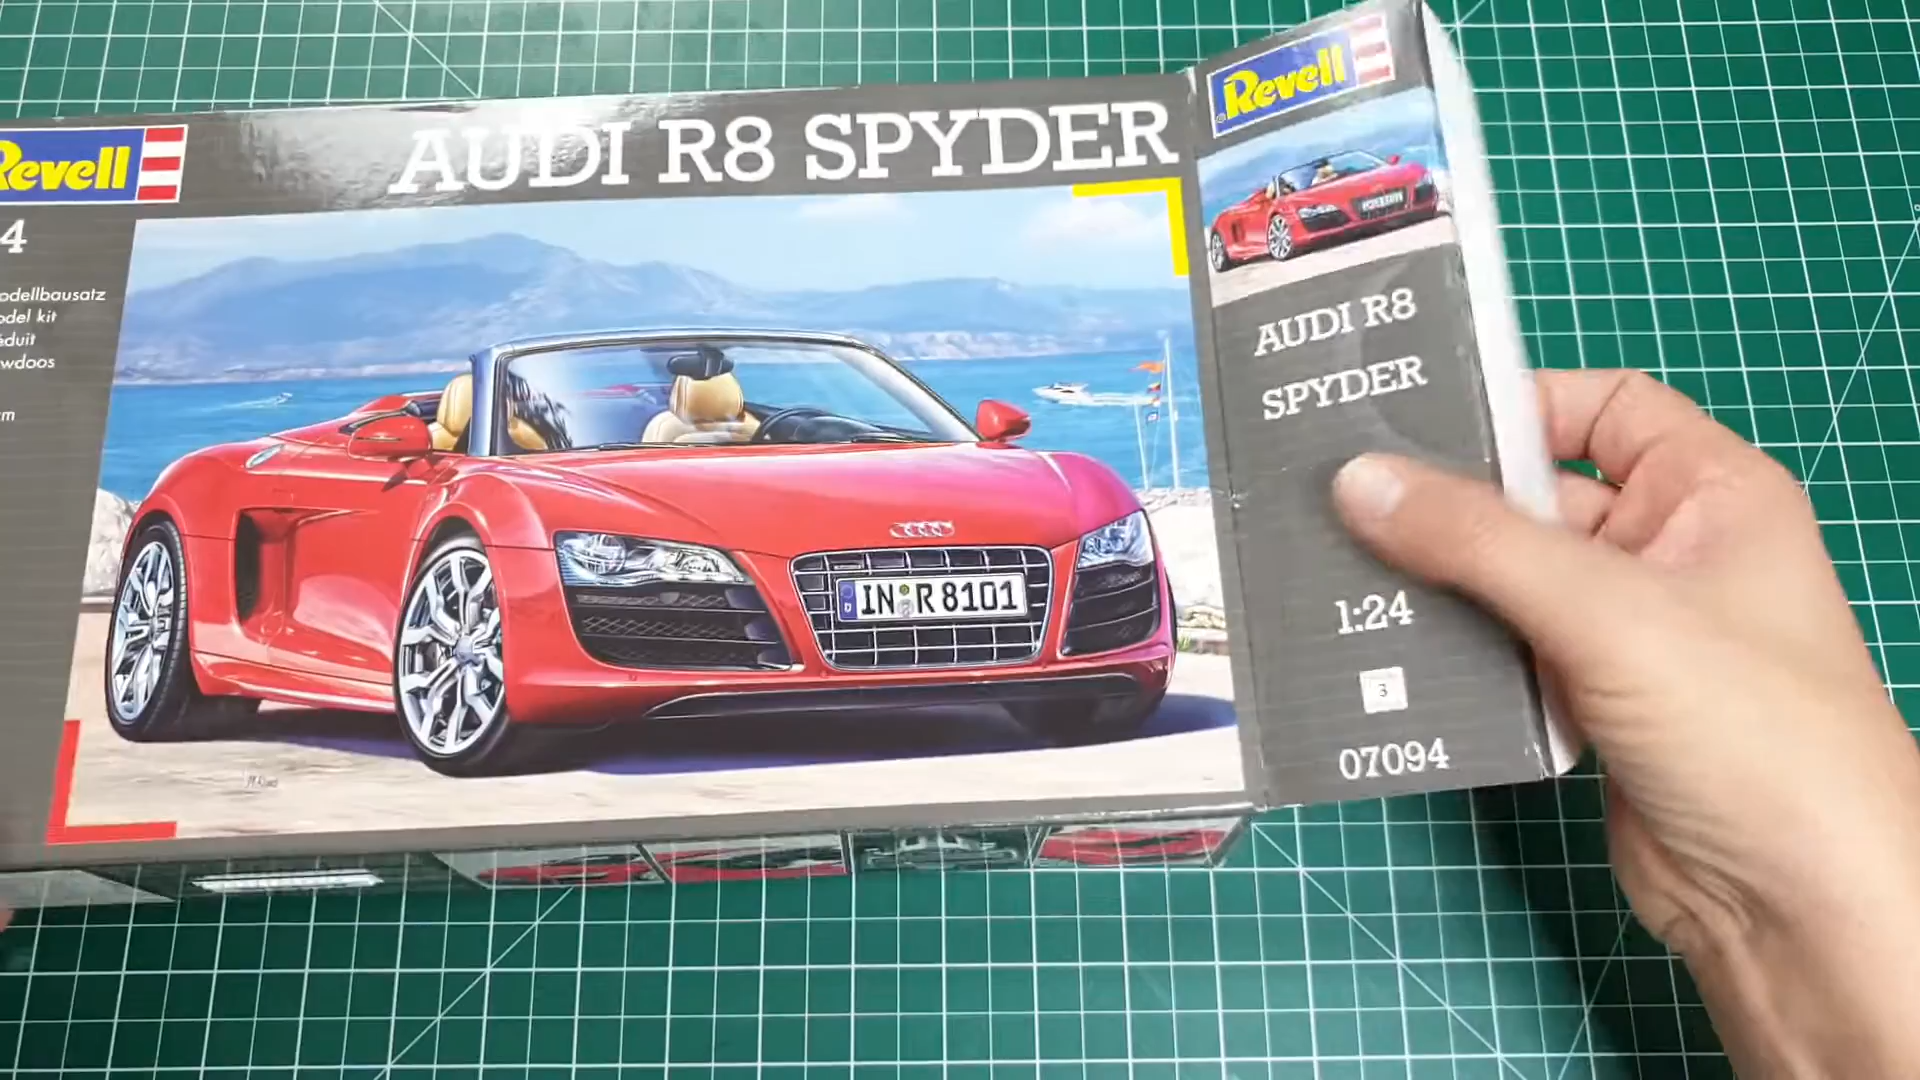 Revell
AUDI R8 SPYDER
4
odellbausatz
odel kit
éduit
wdoos
m
IN R 8101
Revell
AUDI R8
SPYDER
1:24
3
07094